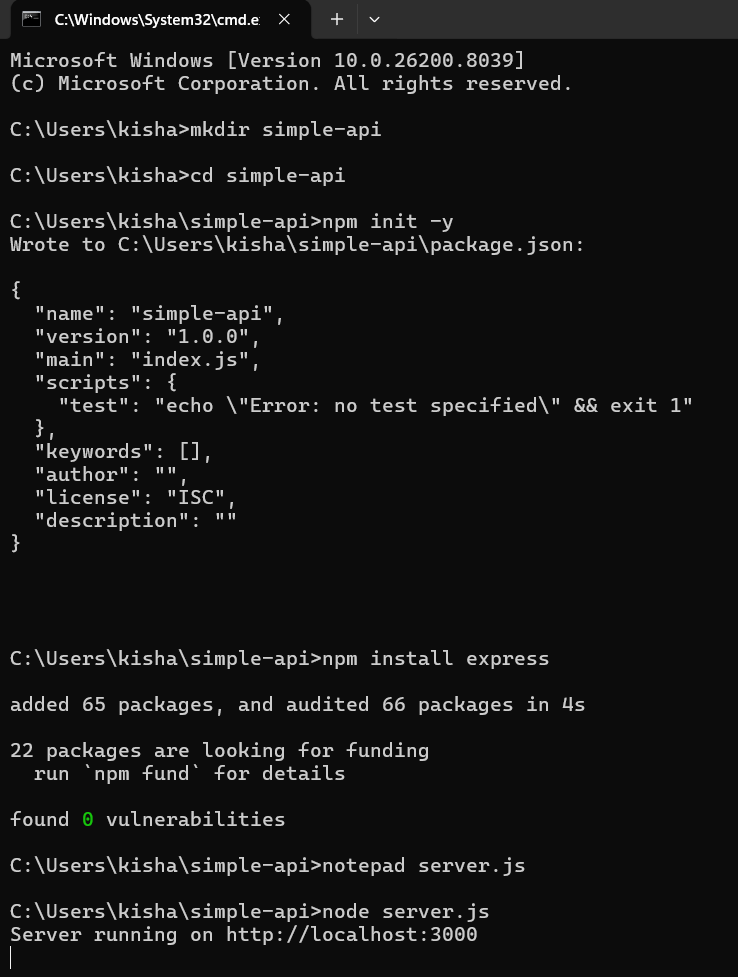 C:\Windows\System32\cmd.e
Microsoft Windows [Version 10.0.26200.8039]
(c) Microsoft Corporation. All rights reserved.
C:\Users\kisha>mkdir simple-api
C:\Users\kisha>cd simple-api
C:\Users\kisha\simple-api>npm init -y
Wrote to C:\Users\kisha\simple-api\package.json:
{
  "name": "simple-api",
  "version": "1.0.0",
  "main": "index.js",
  "scripts": {
    "test": "echo \"Error: no test specified\" && exit 1"
  },
  "keywords": [],
  "author": "",
  "license": "ISC",
  "description": ""
}
C:\Users\kisha\simple-api>npm install express
added 65 packages, and audited 66 packages in 4s
22 packages are looking for funding
  run `npm fund` for details
found 0 vulnerabilities
C:\Users\kisha\simple-api>notepad server.js
C:\Users\kisha\simple-api>node server.js
Server running on http://localhost:3000